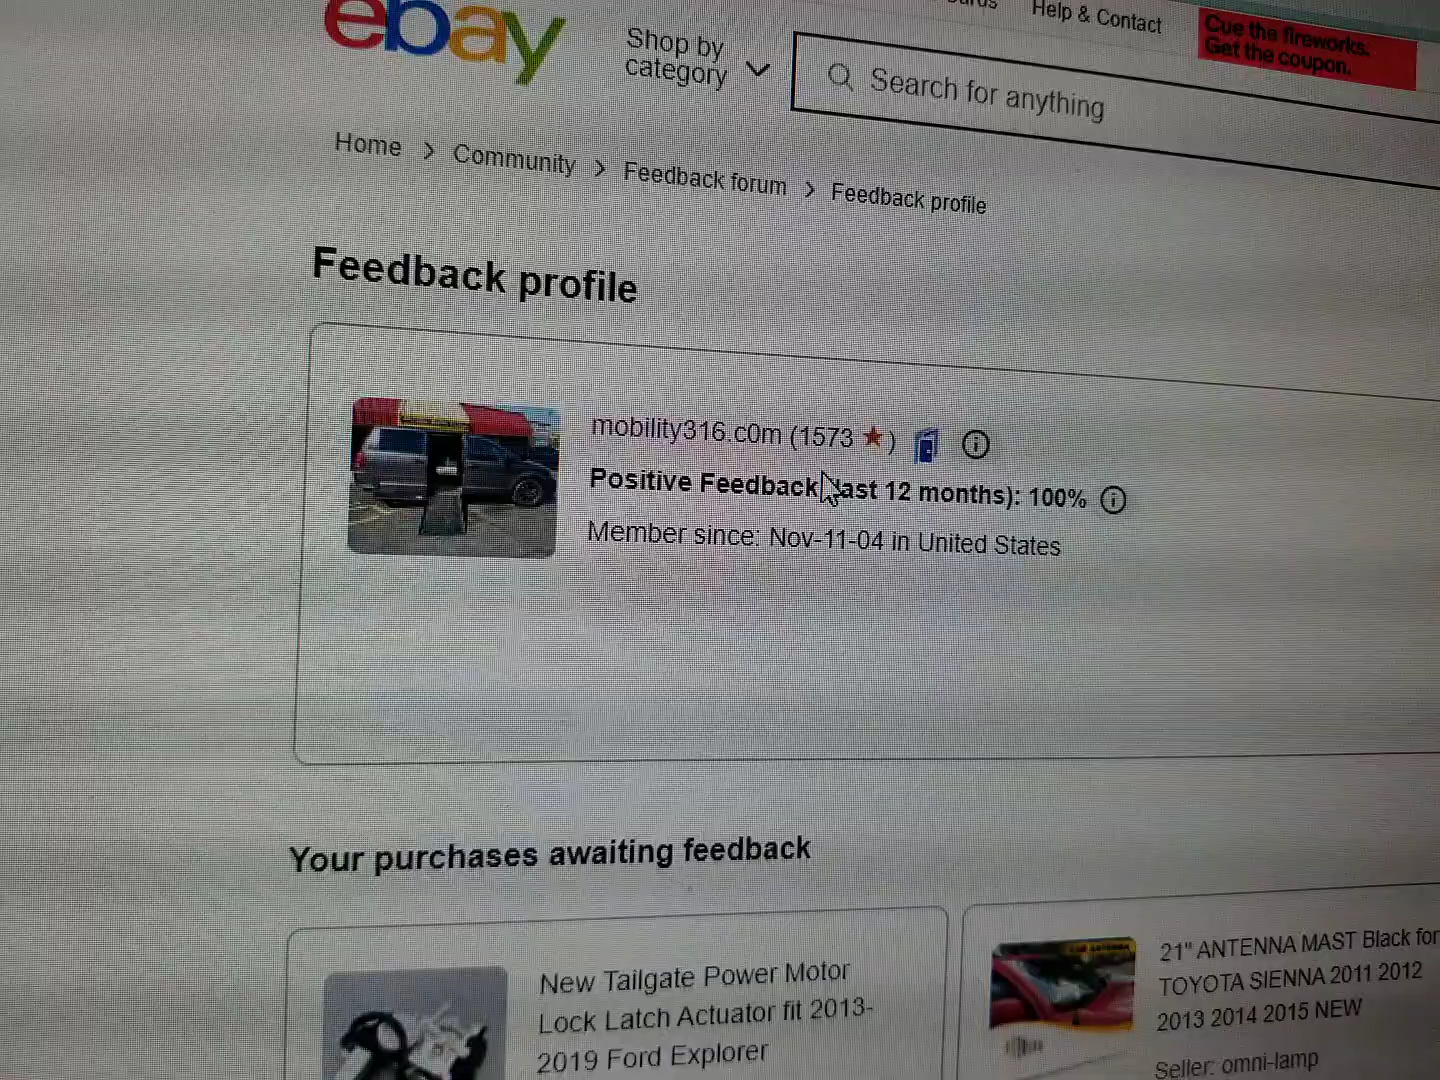 ebay
Shop by
category
Search for anything
Help & Contact
Cue the fireworks.
Get the coupon.
Home > Community > Feedback forum > Feedback profile
Feedback profile
mobility316.c0m (1573 ★)
Positive Feedback last 12 months): 100%
Member since: Nov-11-04 in United States
Your purchases awaiting feedback
New Tailgate Power Motor
Lock Latch Actuator fit 2013-
2019 Ford Explorer
21" ANTENNA MAST Black for
TOYOTA SIENNA 2011 2012
2013 2014 2015 NEW
Seller: omni-lamp